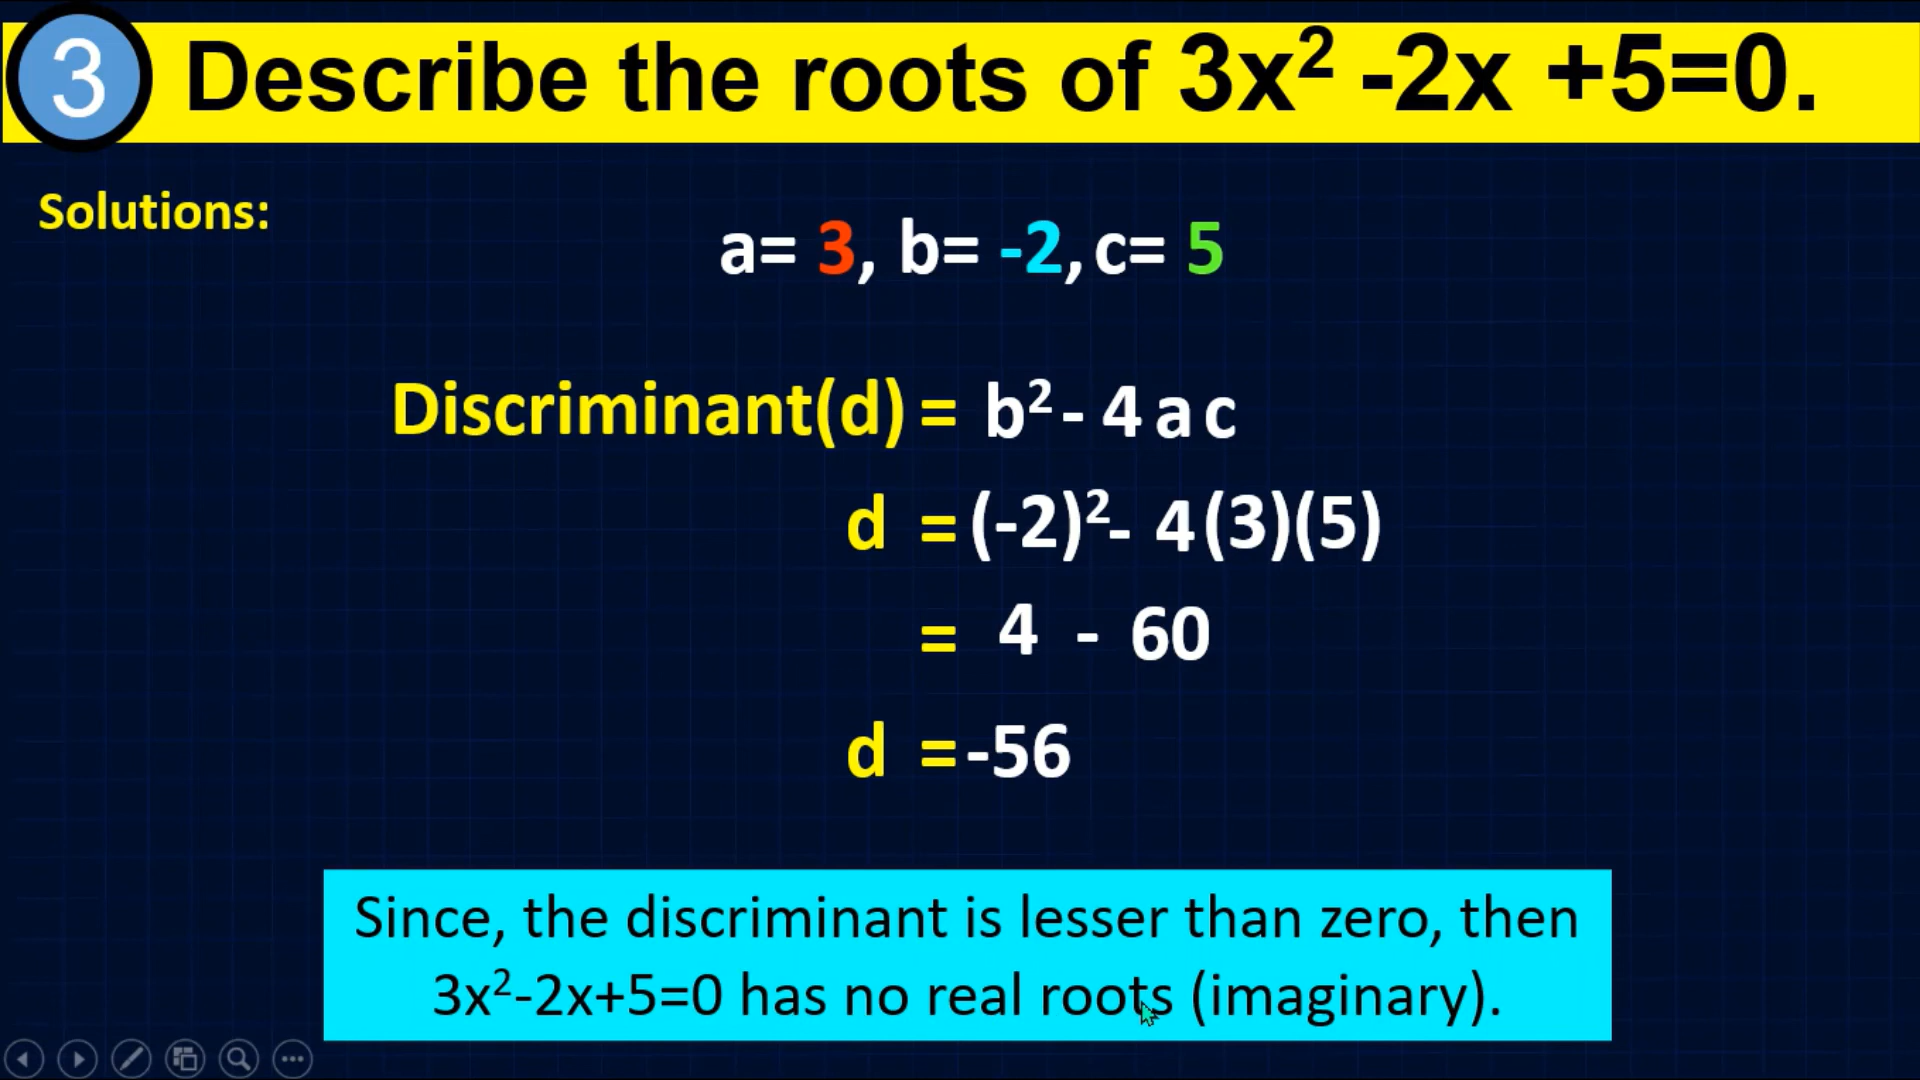 3 Describe the roots of 3x² -2x +5=0.
Solutions:
a= 3, b= -2, c= 5
Discriminant(d) = b² - 4 a c
d = (-2)² - 4 (3)(5)
= 4 - 60
d = -56
Since, the discriminant is lesser than zero, then
3x²-2x+5=0 has no real roots (imaginary).